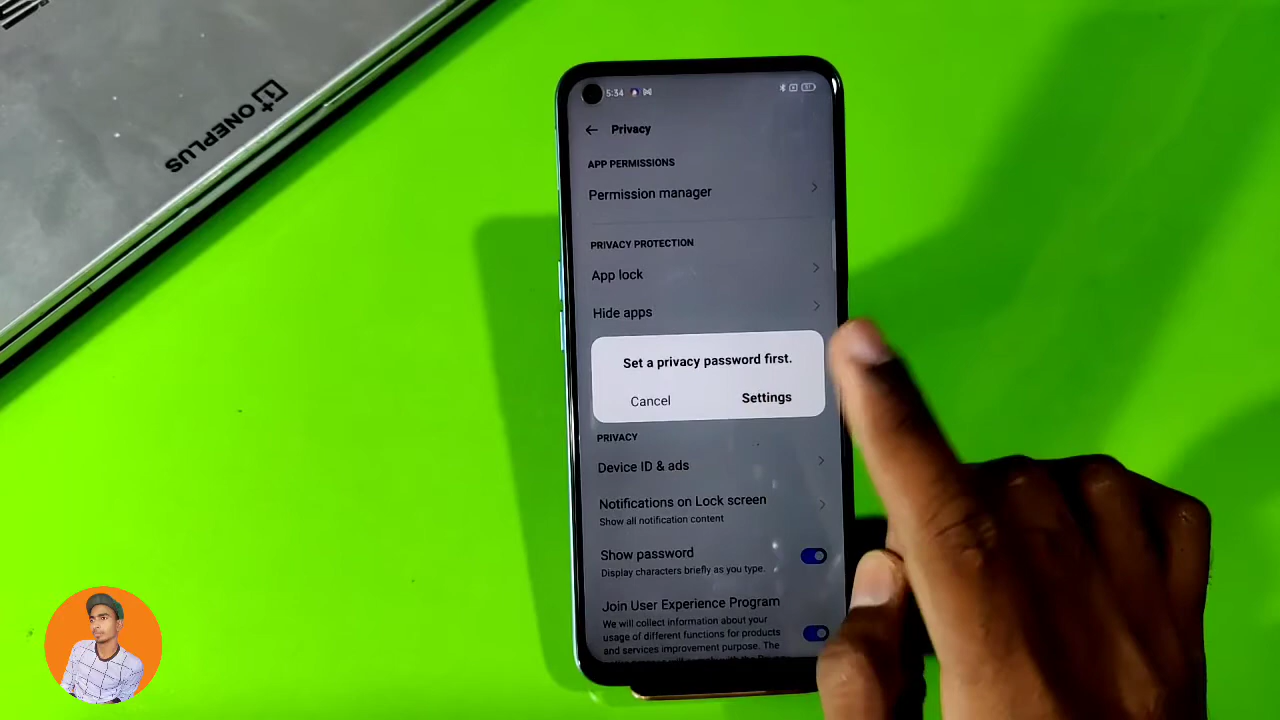 ONEPLUS
5:34
Privacy
APP PERMISSIONS
Permission manager
PRIVACY PROTECTION
App lock
Hide apps
Set a privacy password first.
Cancel
Settings
PRIVACY
Device ID & ads
Notifications on Lock screen
Show all notification content
Show password
Display characters briefly as you type.
Join User Experience Program
We will collect information about your
usage of different functions for products
and services improvement purpose. The